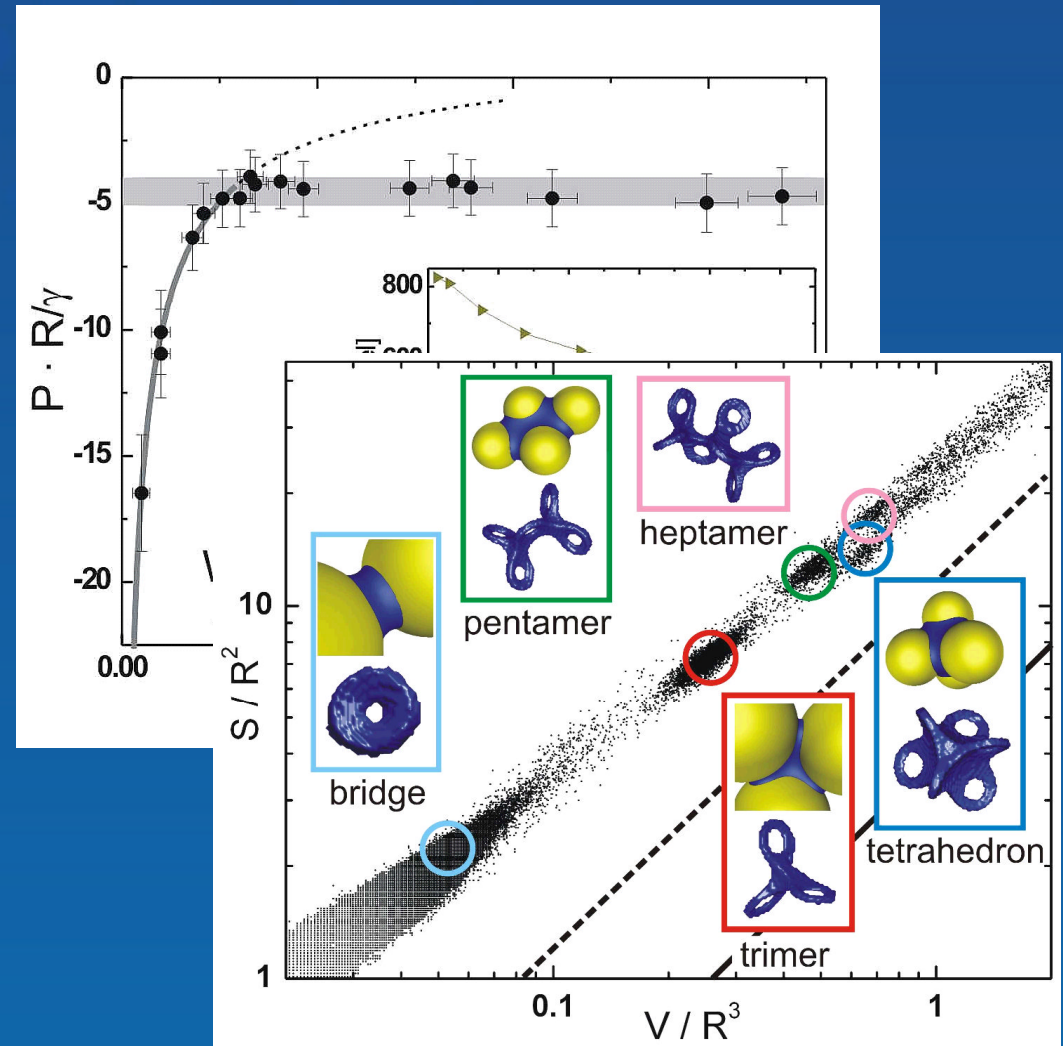 0
-5
-10
-15
-20
P · R/γ
0.00
800
heptamer
pentamer
bridge
tetrahedron
trimer
10
1
S / R²
0.1
1
V / R³